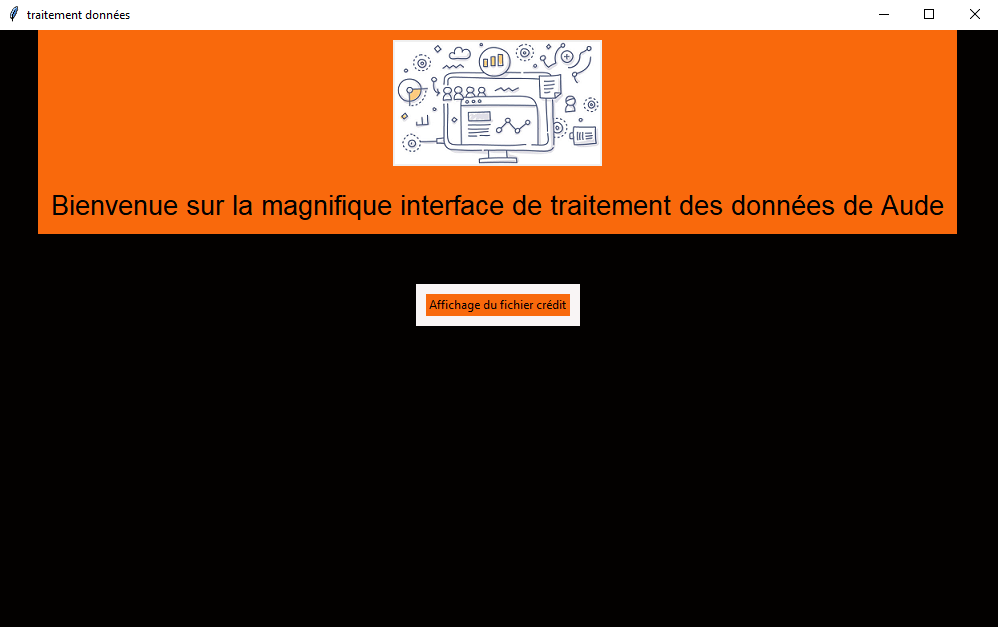 traitement données
Bienvenue sur la magnifique interface de traitement des données de Aude
Affichage du fichier crédit